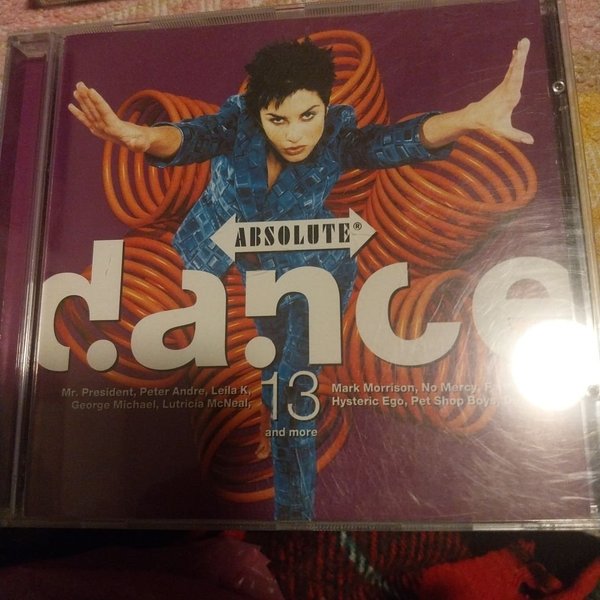 ABSOLUTE®
dance
13
Mr. President, Peter Andre, Leila K,
George Michael, Lutricia McNeal,
Mark Morrison, No Mercy,
Hysteric Ego, Pet Shop Boys,
and more